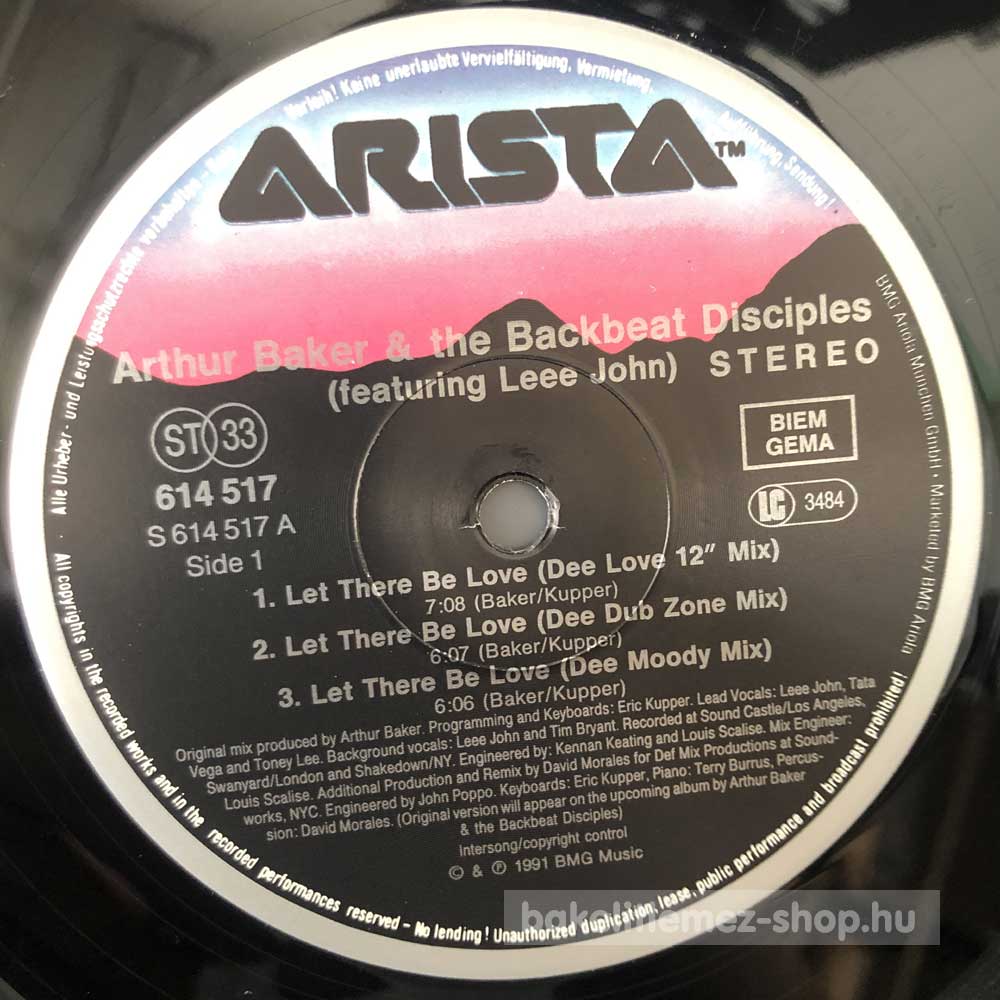 ARISTA™
Arthur Baker & the Backbeat Disciples
(featuring Leee John) STEREO
ST 33
BIEM
GEMA
614 517
LC 3484
S 614 517 A
Side 1
1. Let There Be Love (Dee Love 12" Mix)
7:08 (Baker/Kupper)
2. Let There Be Love (Dee Dub Zone Mix)
6:07 (Baker/Kupper)
3. Let There Be Love (Dee Moody Mix)
6:06 (Baker/Kupper)
Original mix produced by Arthur Baker. Programming and Keyboards: Eric Kupper. Lead Vocals: Leee John, Tata
Vega and Toney Lee. Background vocals: Leee John and Tim Bryant. Recorded at Sound Castle/Los Angeles,
Swanyard/London and Shakedown/NY. Engineered by: Kennan Keating and Louis Scalise. Mix Engineer:
Louis Scalise. Additional Production and Remix by David Morales for Def Mix Productions at Sound-
works, NYC. Engineered by John Poppo. Keyboards: Eric Kupper, Piano: Terry Burrus, Percus-
sion: David Morales. (Original version will appear on the upcoming album by Arthur Baker
& the Backbeat Disciples)
Intersong/copyright control
© & ℗ 1991 BMG Music
BMG Ariola München GmbH • Marketed by BMG Ariola
Alle Urheber- und Leistungsschutzrechte vorbehalten - Kein Verleih! Keine unerlaubte Vervielfältigung, Vermietung, Aufführung, Sendung!
All copyrights in the recorded works and in the recorded performances reserved - No lending! Unauthorized duplication, lease, public performance and broadcast prohibited!
bakelitlemez-shop.hu